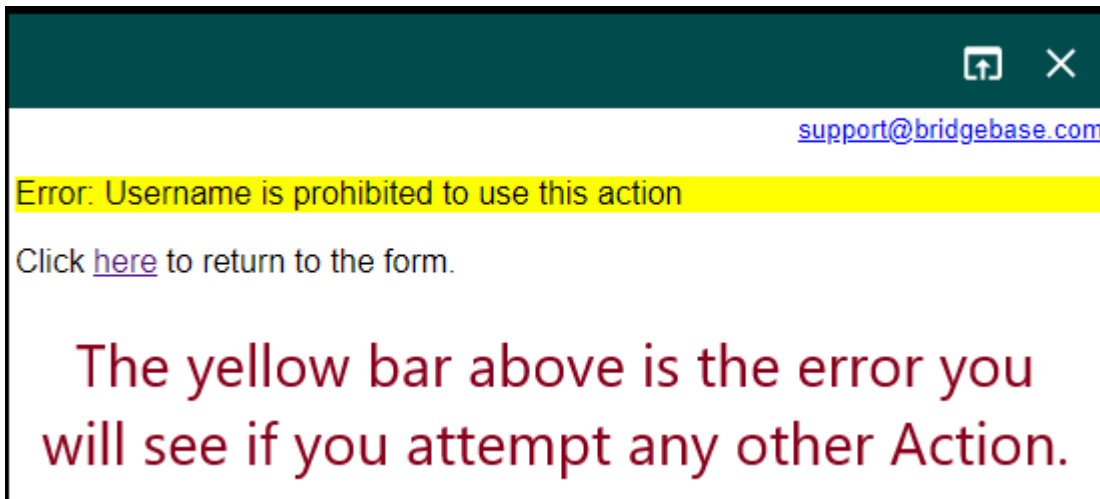 support@bridgebase.com
Error: Username is prohibited to use this action
Click here to return to the form.
The yellow bar above is the error you
will see if you attempt any other Action.